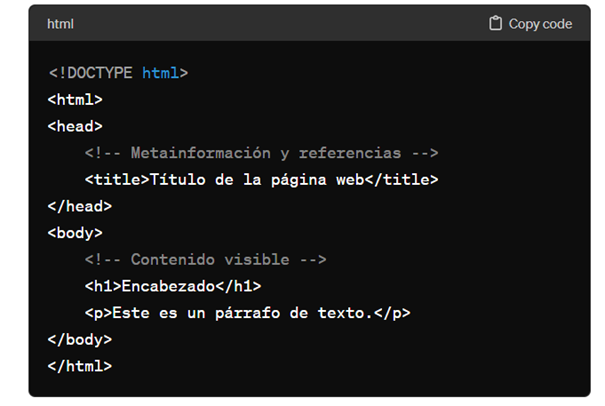 html
Copy code
<!DOCTYPE html>
<html>
<head>
    <!-- Metainformación y referencias -->
    <title>Título de la página web</title>
</head>
<body>
    <!-- Contenido visible -->
    <h1>Encabezado</h1>
    <p>Este es un párrafo de texto.</p>
</body>
</html>